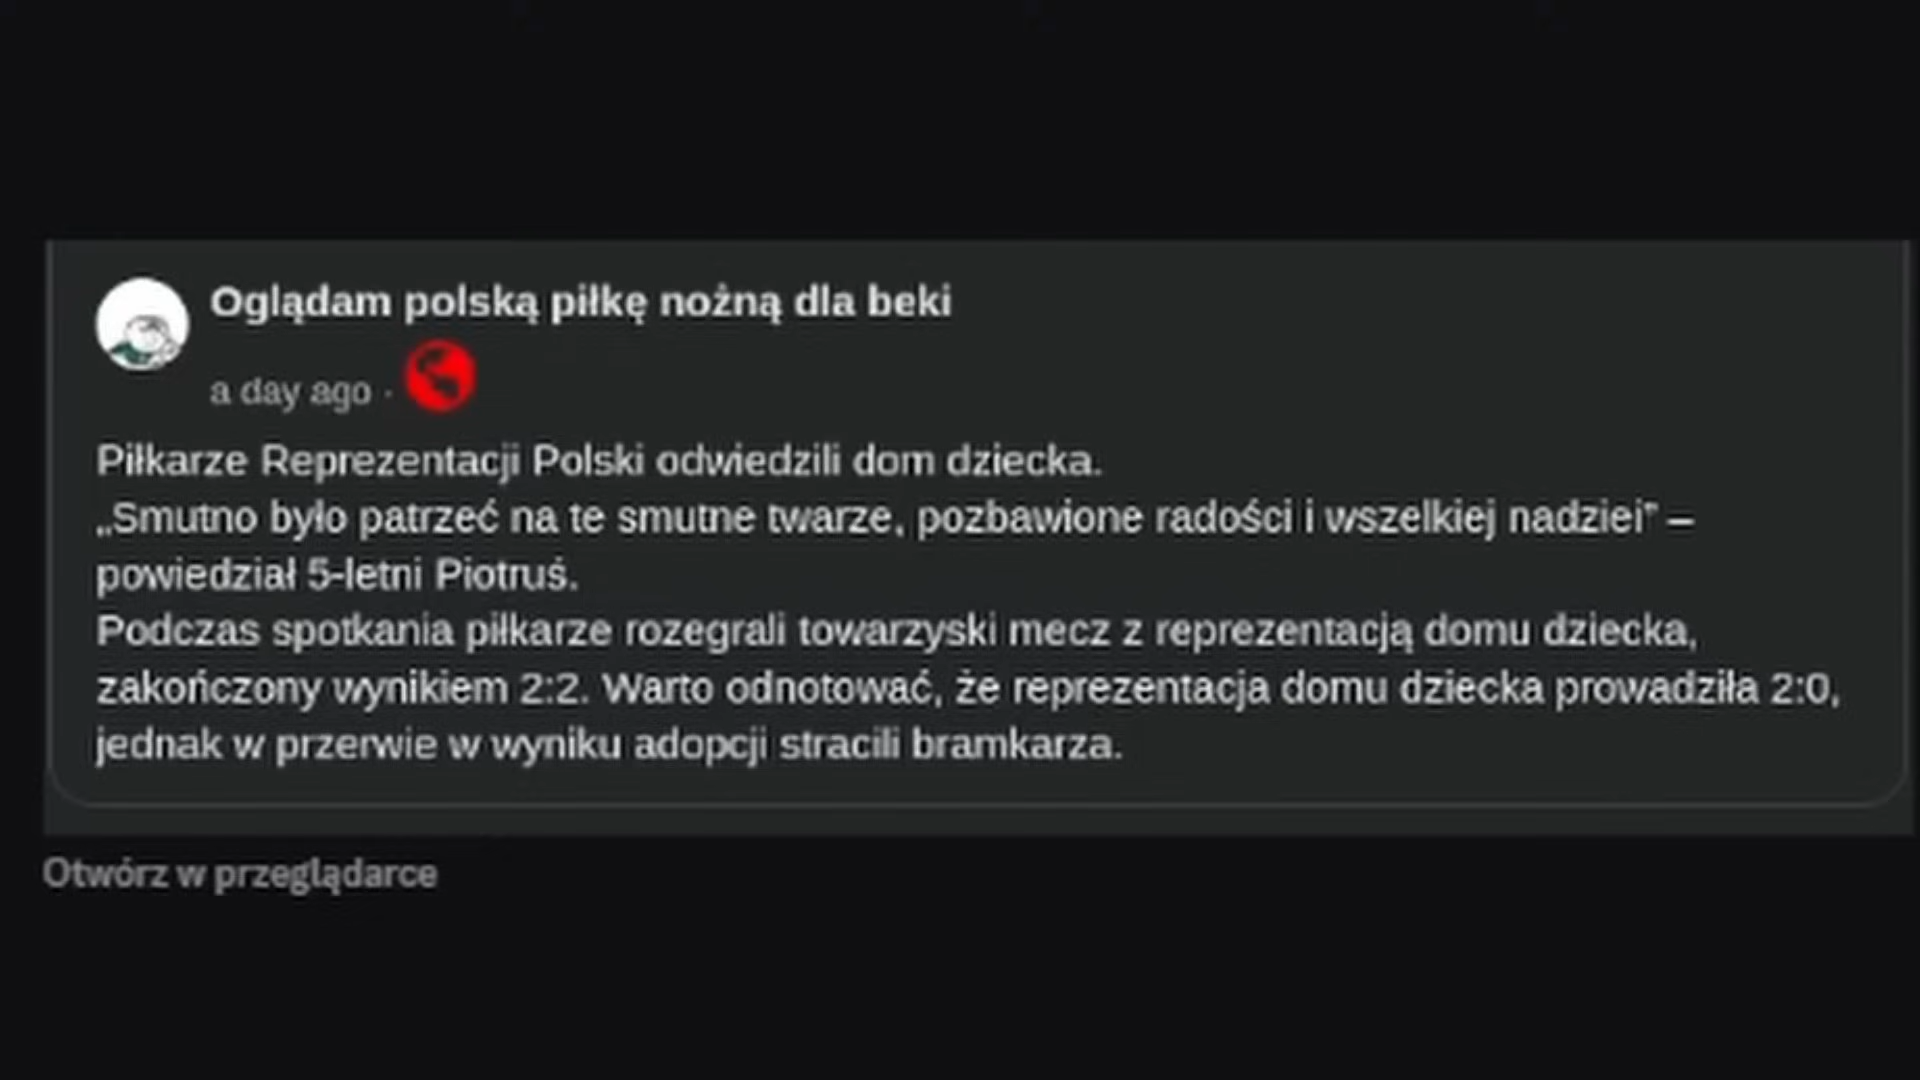 Oglądam polską piłkę nożną dla beki
a day ago ·
Piłkarze Reprezentacji Polski odwiedzili dom dziecka.
„Smutno było patrzeć na te smutne twarze, pozbawione radości i wszelkiej nadziei” –
powiedział 5-letni Piotruś.
Podczas spotkania piłkarze rozegrali towarzyski mecz z reprezentacją domu dziecka,
zakończony wynikiem 2:2. Warto odnotować, że reprezentacja domu dziecka prowadziła 2:0,
jednak w przerwie w wyniku adopcji stracili bramkarza.
Otwórz w przeglądarce